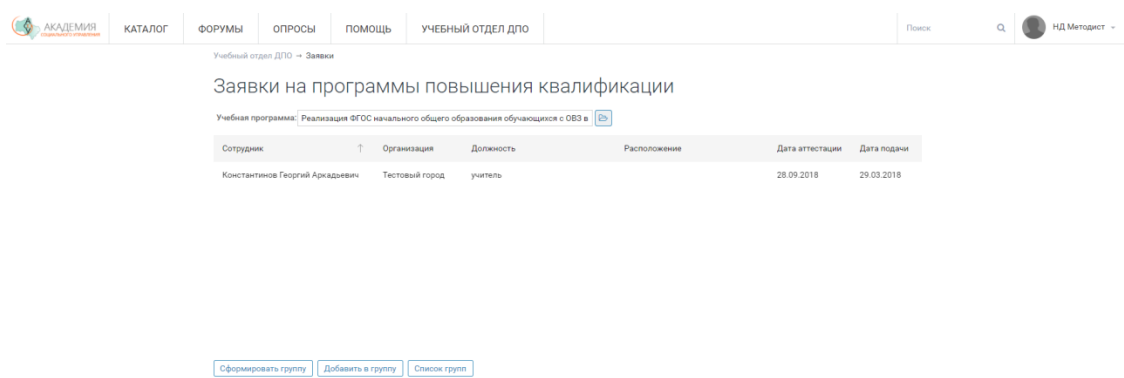 АКАДЕМИЯ
СОЦИАЛЬНОГО УПРАВЛЕНИЯ
КАТАЛОГ ФОРУМЫ ОПРОСЫ ПОМОЩЬ УЧЕБНЫЙ ОТДЕЛ ДПО Поиск НД Методист
Учебный отдел ДПО → Заявки
Заявки на программы повышения квалификации
Учебная программа: Реализация ФГОС начального общего образования обучающихся с ОВЗ в
Сотрудник ↑ Организация Должность Расположение Дата аттестации Дата подачи
Константинов Георгий Аркадьевич Тестовый город учитель 28.09.2018 29.03.2018
Сформировать группу Добавить в группу Список групп